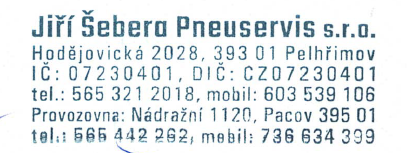 Jiří Šebera Pneuservis s.r.o.
Hodějovická 2028, 393 01 Pelhřimov
IČ: 07230401, DIČ: CZ07230401
tel.: 565 321 2018, mobil: 603 539 106
Provozovna: Nádražní 1120, Pacov 395 01
tel.: 565 442 262, mobil: 736 634 399